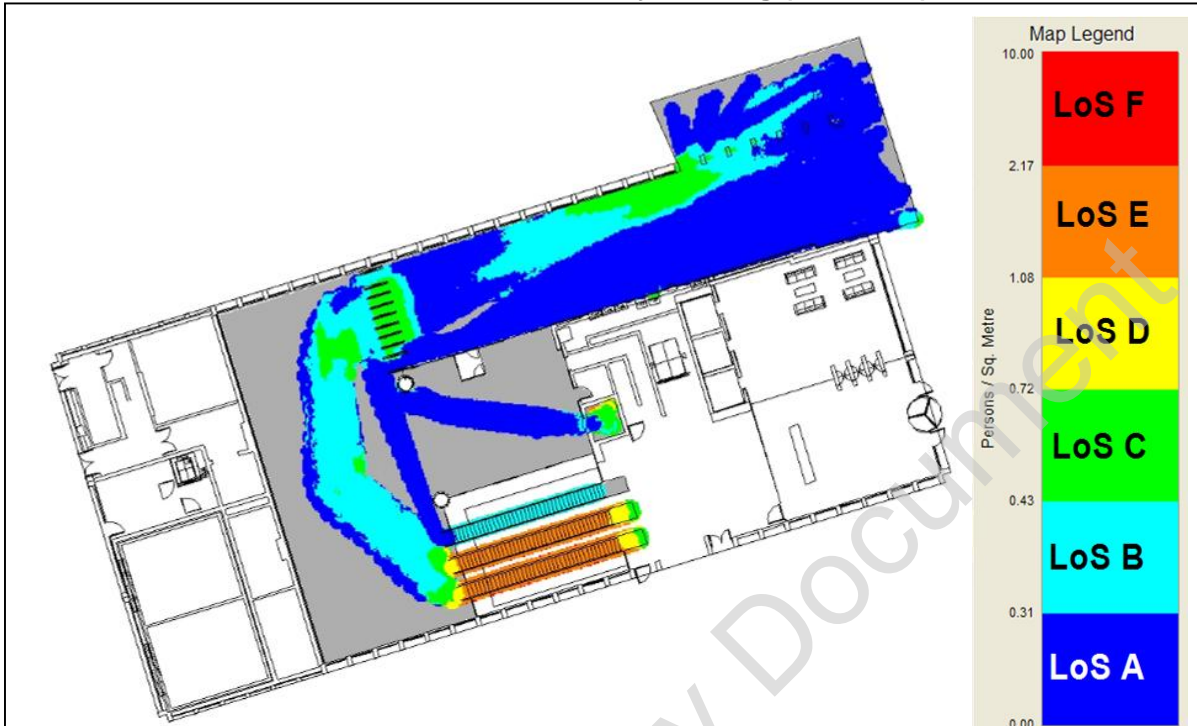 Map Legend
10.00
LoS F
2.17
LoS E
1.08
LoS D
0.72
LoS C
0.43
LoS B
0.31
LoS A
0.00
Persons / Sq. Metre
y Document